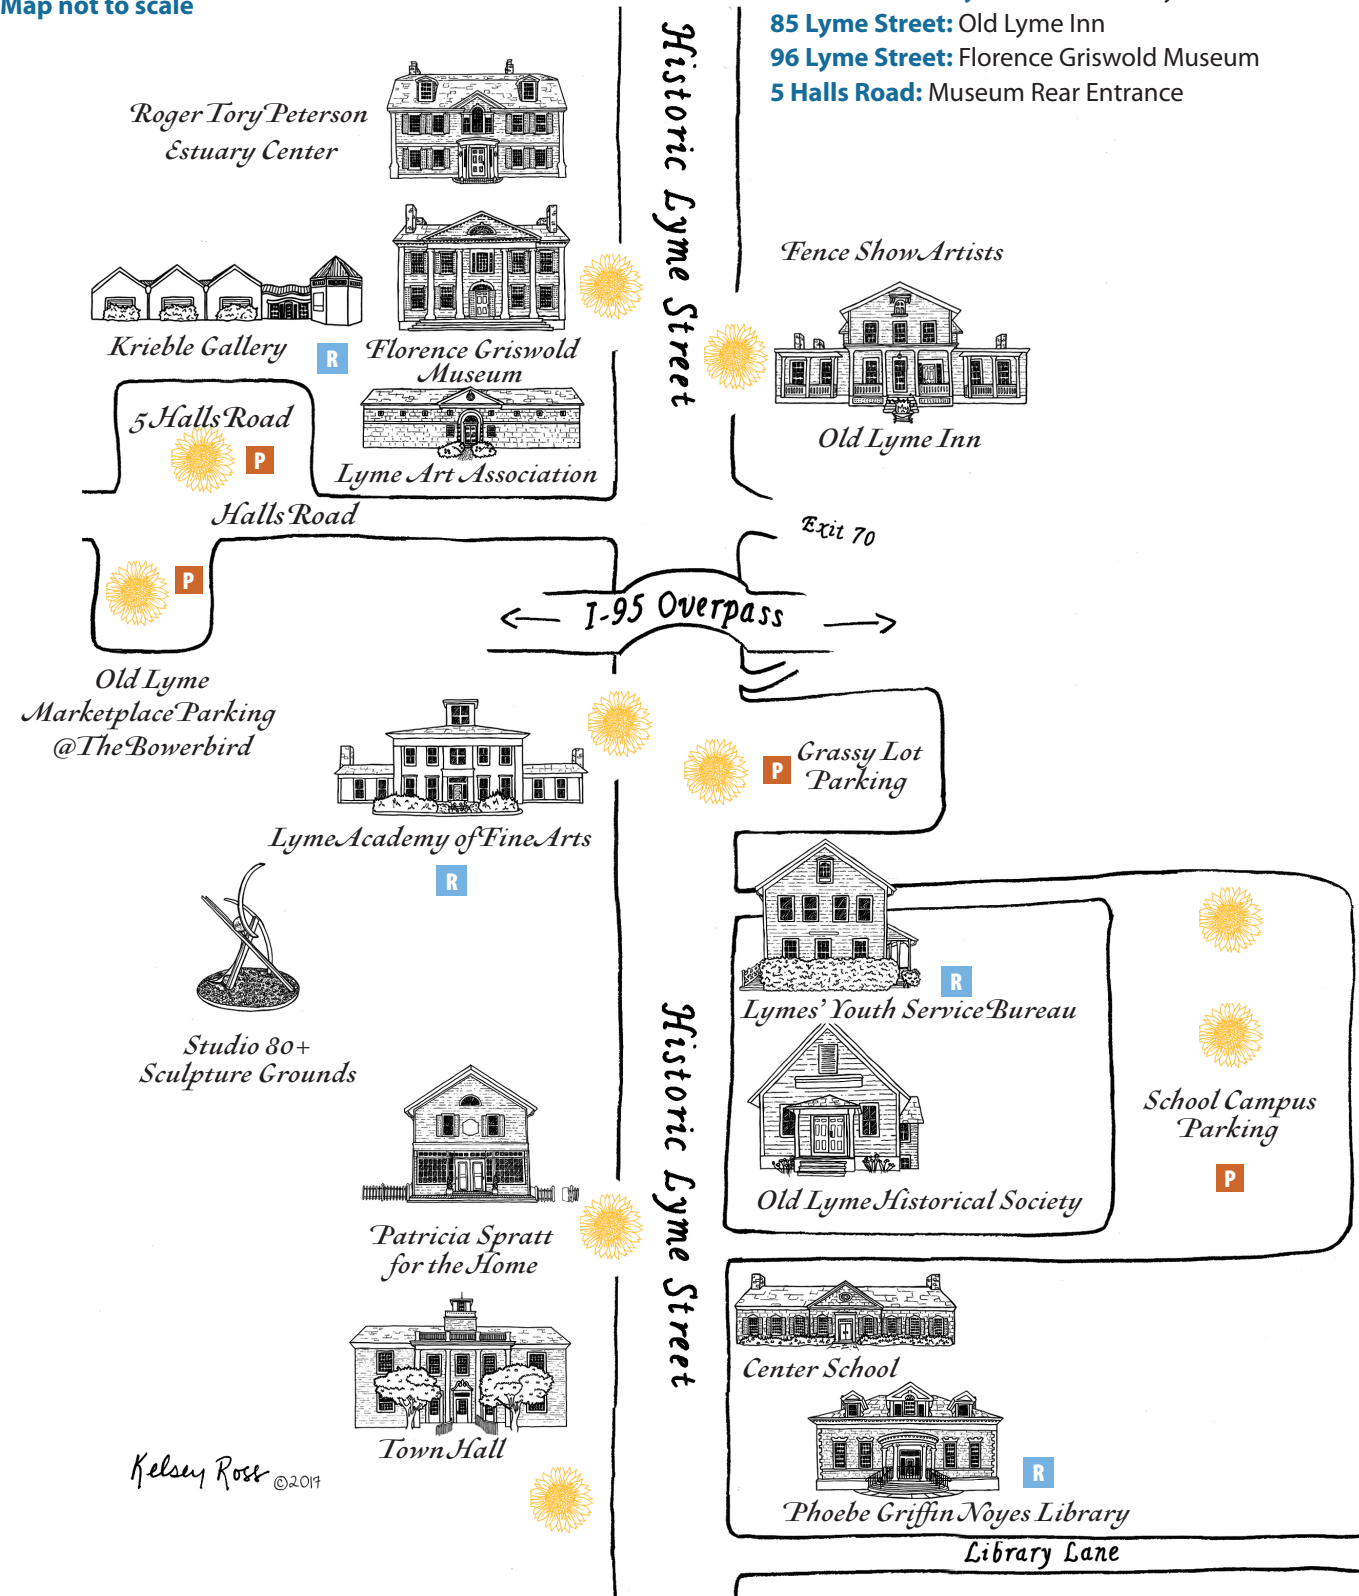 Map not to scale
85 Lyme Street: Old Lyme Inn
96 Lyme Street: Florence Griswold Museum
5 Halls Road: Museum Rear Entrance
Historic Lyme Street
Roger Tory Peterson
Estuary Center
Fence Show Artists
Krieble Gallery
R
Florence Griswold
Museum
Old Lyme Inn
5 Halls Road
P
Lyme Art Association
Halls Road
Exit 70
P
I-95 Overpass
Old Lyme
Marketplace Parking
@The Bowerbird
P
Grassy Lot
Parking
Lyme Academy of Fine Arts
R
R
Lymes' Youth Service Bureau
Historic Lyme Street
Studio 80+
Sculpture Grounds
School Campus
Parking
P
Old Lyme Historical Society
Patricia Spratt
for the Home
Center School
Town Hall
Kelsey Ross ©2017
R
Phoebe Griffin Noyes Library
Library Lane